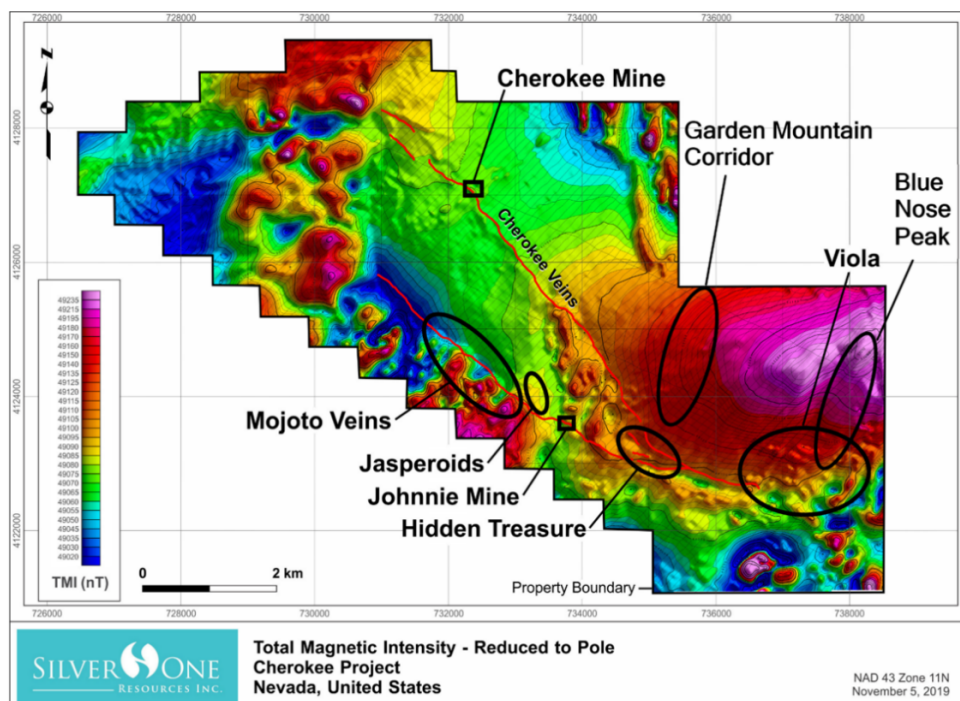 726000 728000 730000 732000 734000 736000 738000
Z
Cherokee Mine
Garden Mountain
Corridor
Blue
Nose
Peak
Viola
Cherokee Veins
4128000
4126000
4124000
4122000
49235
49215
49195
49180
49170
49160
49150
49140
49135
49125
49115
49110
49105
49100
49095
49085
49080
49075
49070
49065
49060
49055
49050
49045
49040
49030
49020
TMI (nT)
Mojoto Veins
Jasperoids
Johnnie Mine
Hidden Treasure
0 2 km
Property Boundary
726000 728000 730000 732000 734000 736000 738000
SILVER ONE
RESOURCES INC.
Total Magnetic Intensity - Reduced to Pole
Cherokee Project
Nevada, United States
NAD 43 Zone 11N
November 5, 2019